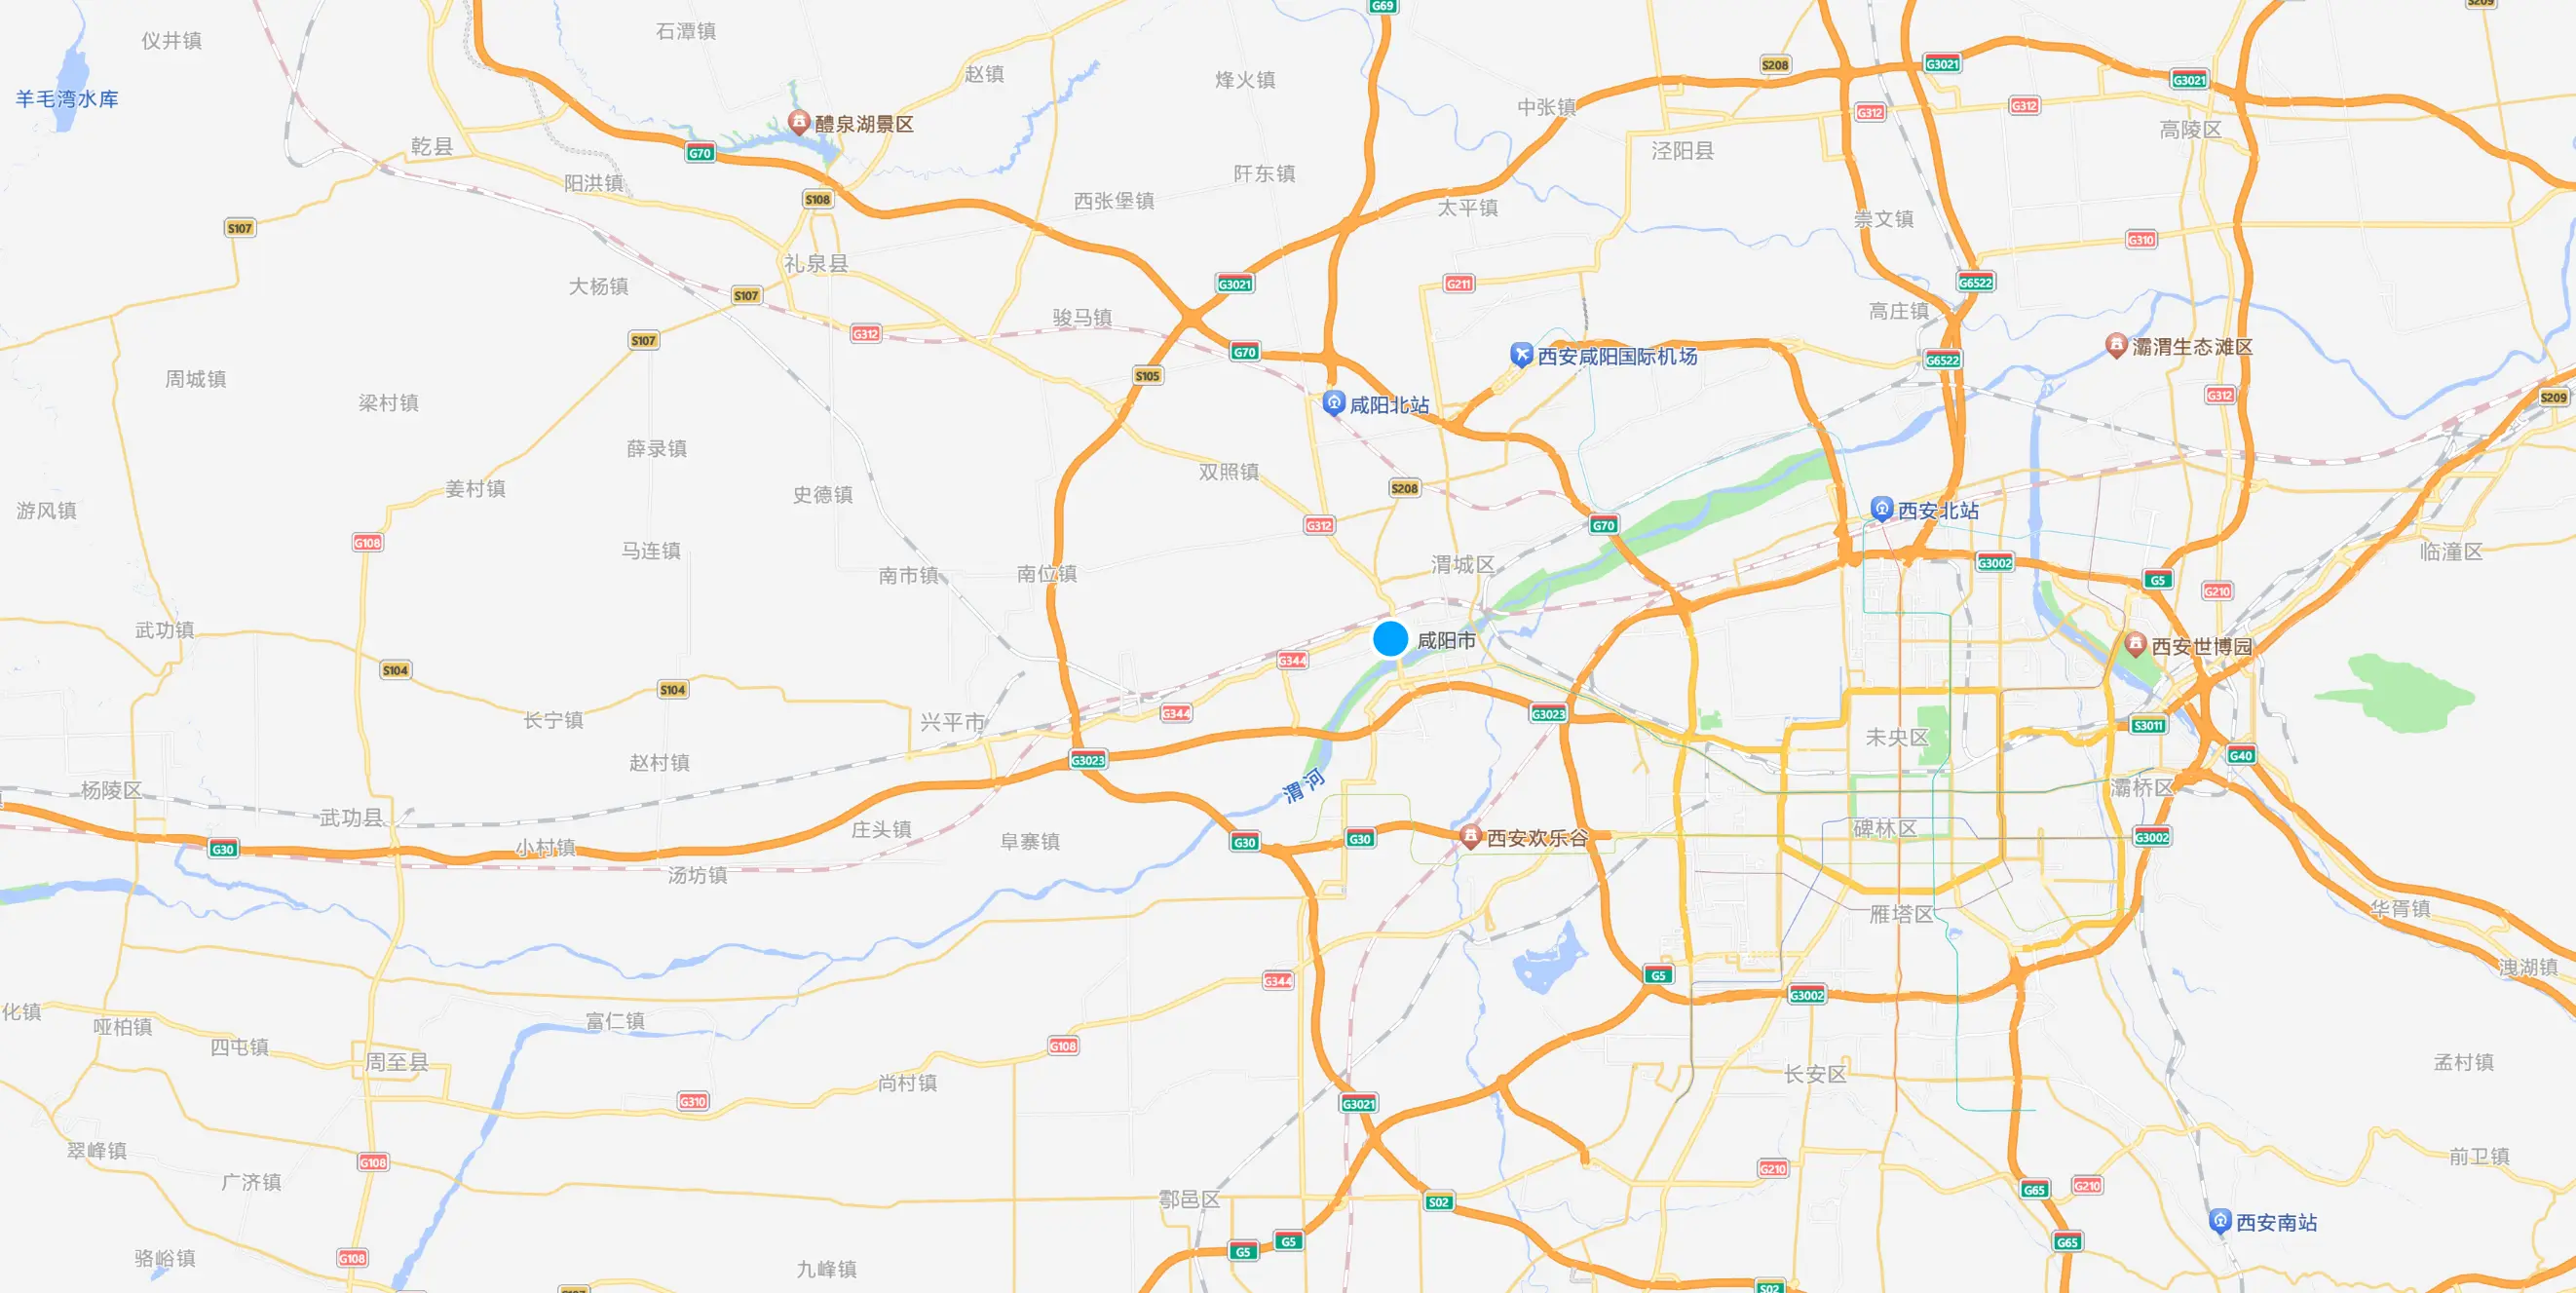 G69
S209
仪井镇
石潭镇
赵镇
烽火镇
S208
G3021
G3021
羊毛湾水库
中张镇
G312
G312
醴泉湖景区
高陵区
乾县
G70
泾阳县
阳洪镇
阡东镇
S108
西张堡镇
太平镇
崇文镇
S107
G310
礼泉县
大杨镇
G3021
G211
G6522
S107
骏马镇
高庄镇
G312
S107
G70
西安咸阳国际机场
G6522
灞渭生态滩区
周城镇
S105
G312
S209
梁村镇
咸阳北站
薛录镇
双照镇
姜村镇
史德镇
S208
游风镇
西安北站
G312
G70
G108
马连镇
临潼区
南市镇
南位镇
渭城区
G3002
G5
G210
武功镇
咸阳市
西安世博园
S104
G344
S104
长宁镇
兴平市
G344
G3023
S3011
未央区
赵村镇
G3023
G40
杨陵区
渭河
灞桥区
武功县
庄头镇
碑林区
小村镇
G30
阜寨镇
G30
G30
西安欢乐谷
G3002
汤坊镇
华胥镇
雁塔区
G344
G5
洩湖镇
G3002
化镇
哑柏镇
富仁镇
四屯镇
G108
周至县
孟村镇
尚村镇
长安区
G310
G3021
翠峰镇
G108
前卫镇
广济镇
G210
G65
G210
鄠邑区
S02
西安南站
G5
G5
G65
骆峪镇
G108
九峰镇
S02